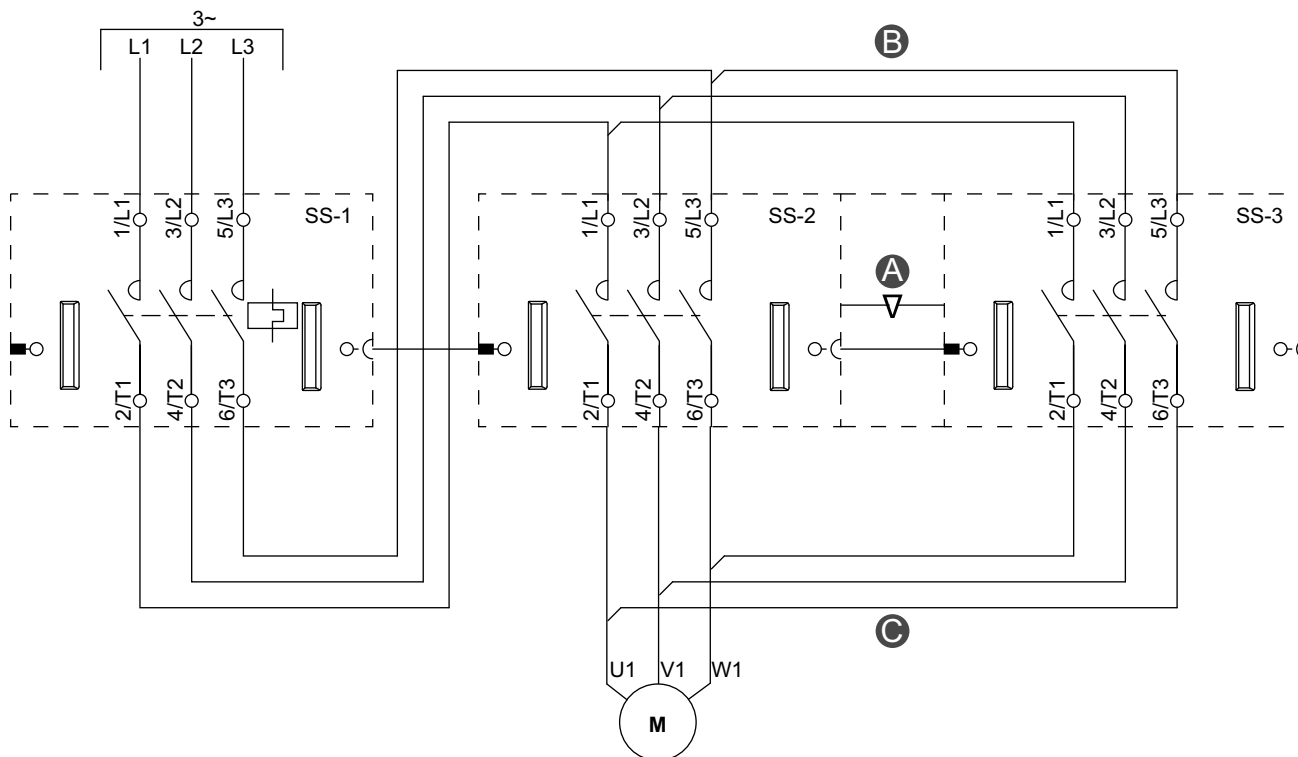 3~
L1 L2 L3
B
1/L1 3/L2 5/L3 SS-1
1/L1 3/L2 5/L3 SS-2
1/L1 3/L2 5/L3 SS-3
A
2/T1 4/T2 6/T3
2/T1 4/T2 6/T3
2/T1 4/T2 6/T3
C
U1 V1 W1
M